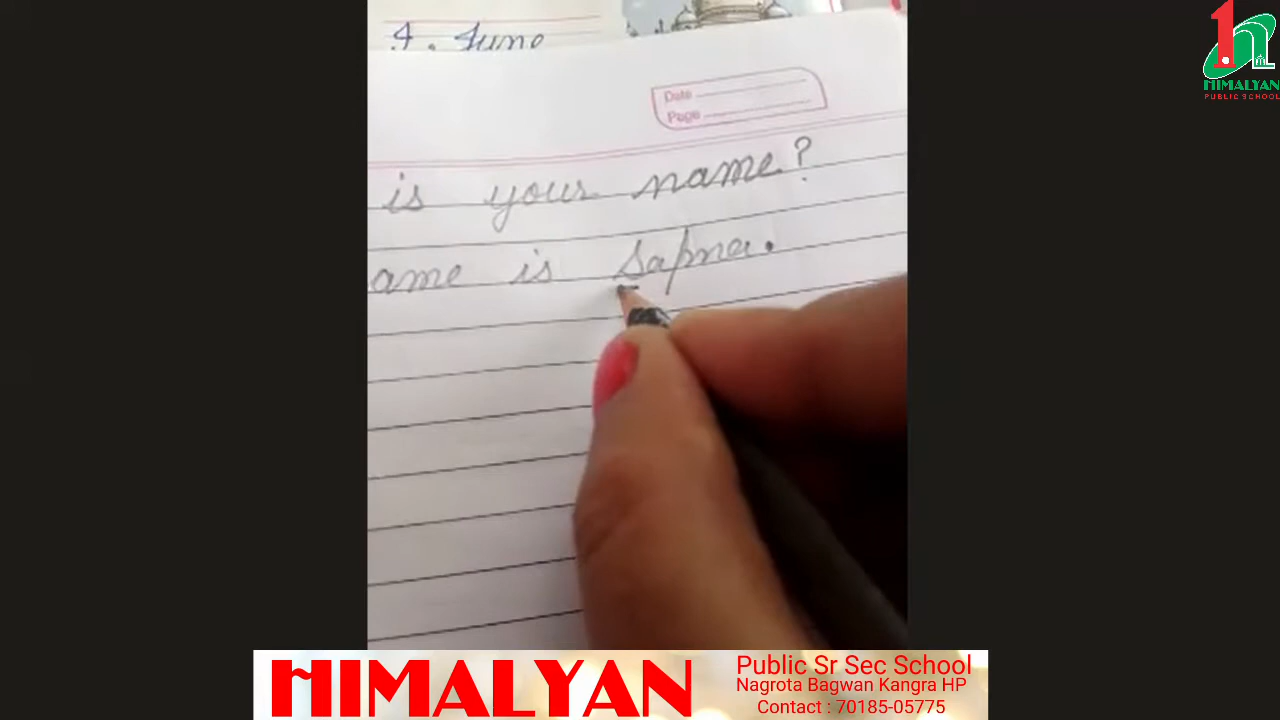 4. June
Date
Page
is your name?
ame is Sapna.
HIMALYAN
PUBLIC SCHOOL
HIMALYAN
Public Sr Sec School
Nagrota Bagwan Kangra HP
Contact : 70185-05775